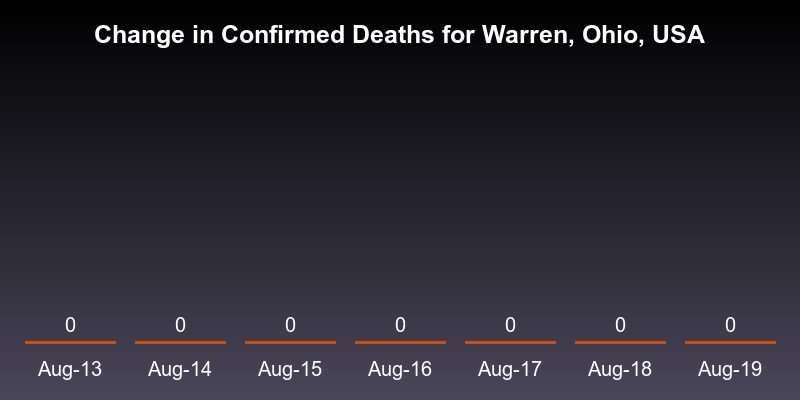 Change in Confirmed Deaths for Warren, Ohio, USA
0 0 0 0 0 0 0
Aug-13 Aug-14 Aug-15 Aug-16 Aug-17 Aug-18 Aug-19